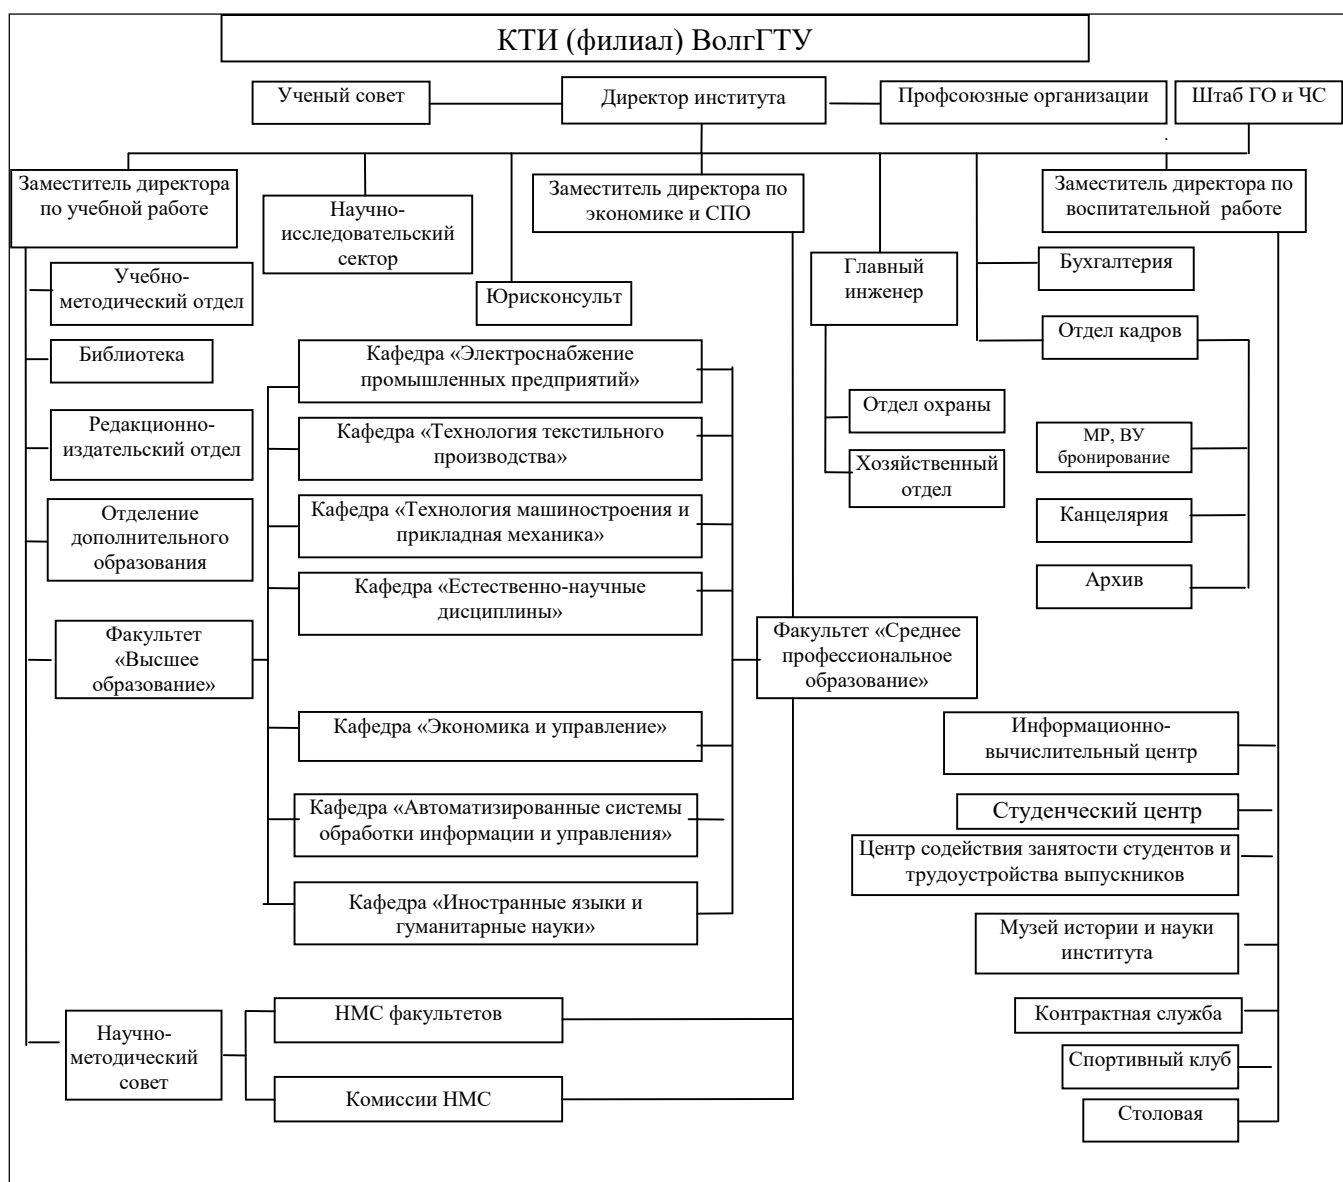 КТИ (филиал) ВолгГТУ
Ученый совет
Директор института
Профсоюзные организации
Штаб ГО и ЧС
Заместитель директора
по учебной работе
Научно-
исследовательский
сектор
Юрисконсульт
Заместитель директора по
экономике и СПО
Главный
инженер
Заместитель директора по
воспитательной работе
Бухгалтерия
Отдел кадров
Учебно-
методический отдел
Библиотека
Редакционно-
издательский отдел
Отделение
дополнительного
образования
Факультет
«Высшее
образование»
Кафедра «Электроснабжение
промышленных предприятий»
Кафедра «Технология текстильного
производства»
Кафедра «Технология машиностроения и
прикладная механика»
Кафедра «Естественно-научные
дисциплины»
Кафедра «Экономика и управление»
Кафедра «Автоматизированные системы
обработки информации и управления»
Кафедра «Иностранные языки и
гуманитарные науки»
Факультет «Среднее
профессиональное
образование»
Отдел охраны
Хозяйственный
отдел
МР, ВУ
бронирование
Канцелярия
Архив
Информационно-
вычислительный центр
Студенческий центр
Центр содействия занятости студентов и
трудоустройства выпускников
Музей истории и науки
института
Контрактная служба
Спортивный клуб
Столовая
Научно-
методический
совет
НМС факультетов
Комиссии НМС